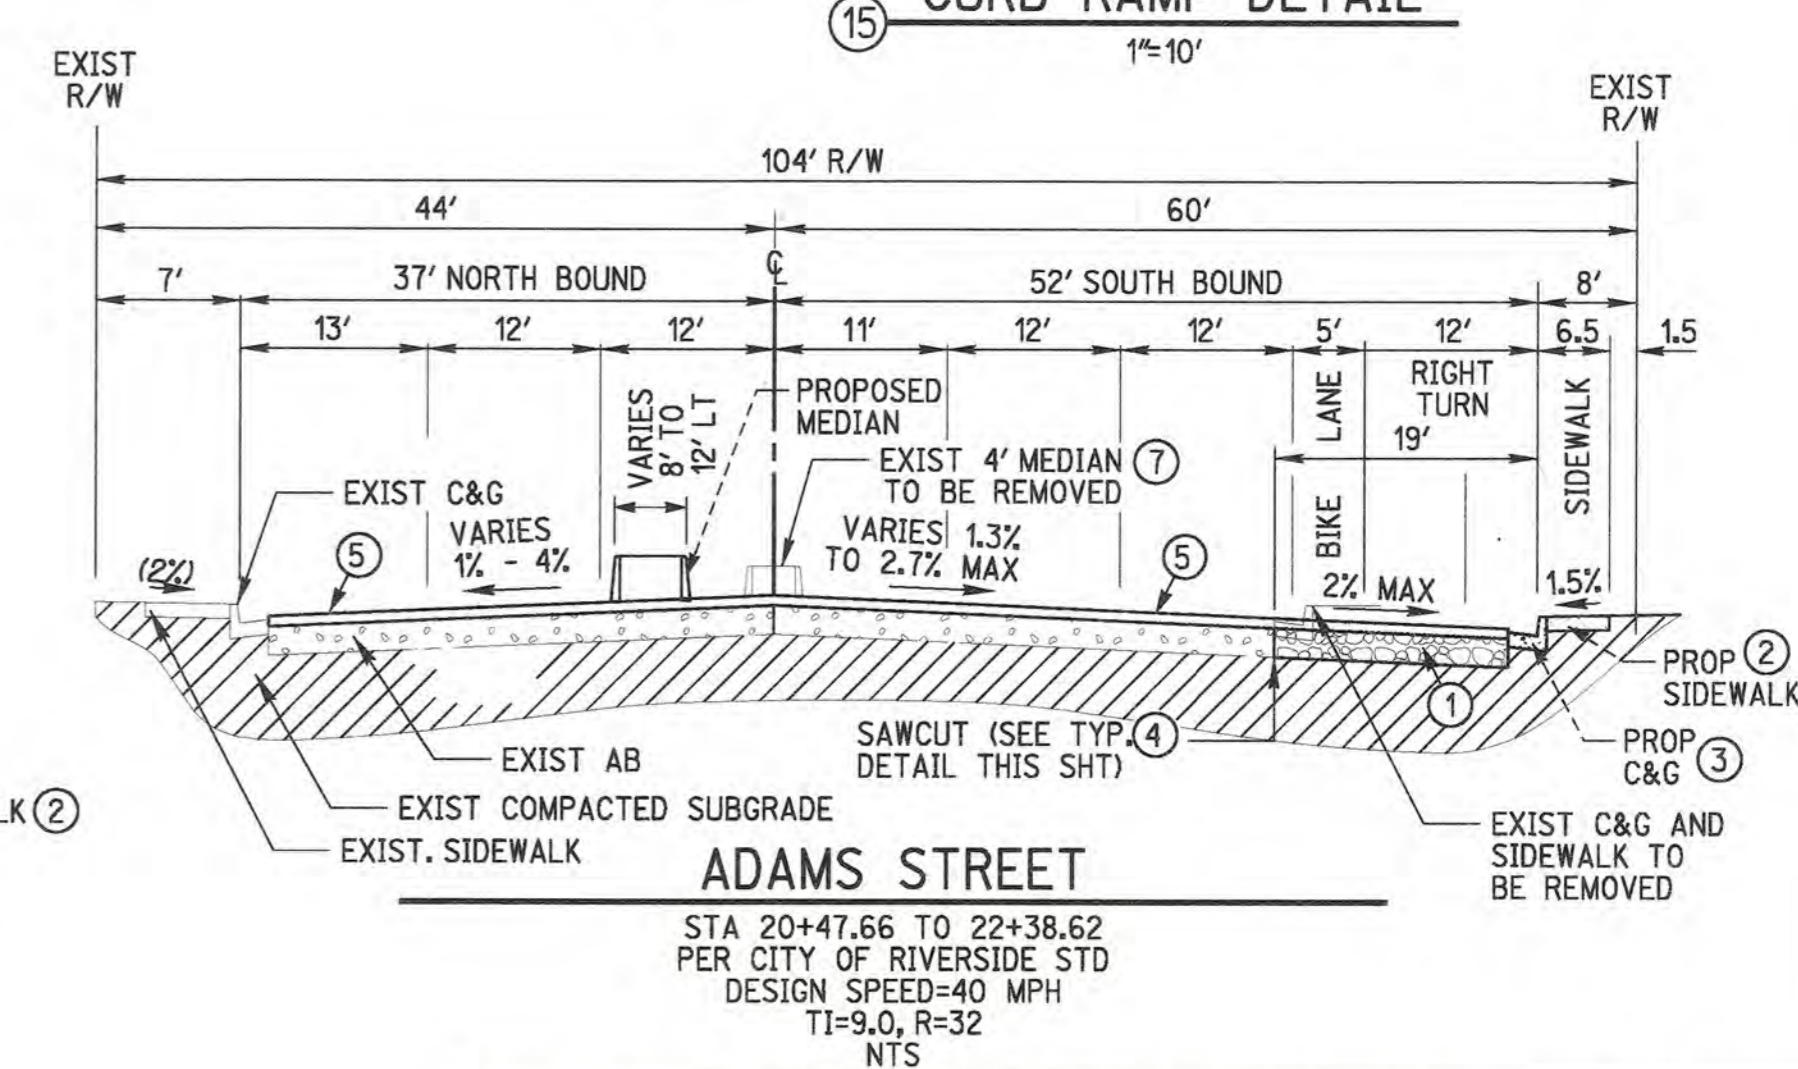 CURB RAMP DETAIL
15
1"=10'
EXIST
R/W
EXIST
R/W
104' R/W
44'
60'
7'
37' NORTH BOUND
℄
52' SOUTH BOUND
8'
13'
12'
12'
11'
12'
12'
5'
12'
6.5
1.5
VARIES
8' TO
12' LT
PROPOSED
MEDIAN
BIKE LANE
RIGHT
TURN
19'
SIDEWALK
EXIST C&G
EXIST 4' MEDIAN 7
TO BE REMOVED
(2%)
5
VARIES
1% - 4%
VARIES 1.3%
TO 2.7% MAX
5
2% MAX
1.5%
PROP 2
SIDEWALK
1
SAWCUT (SEE TYP. 4
DETAIL THIS SHT)
PROP 3
C&G
EXIST AB
EXIST COMPACTED SUBGRADE
EXIST. SIDEWALK
LK 2
EXIST C&G AND
SIDEWALK TO
BE REMOVED
ADAMS STREET
STA 20+47.66 TO 22+38.62
PER CITY OF RIVERSIDE STD
DESIGN SPEED=40 MPH
TI=9.0, R=32
NTS